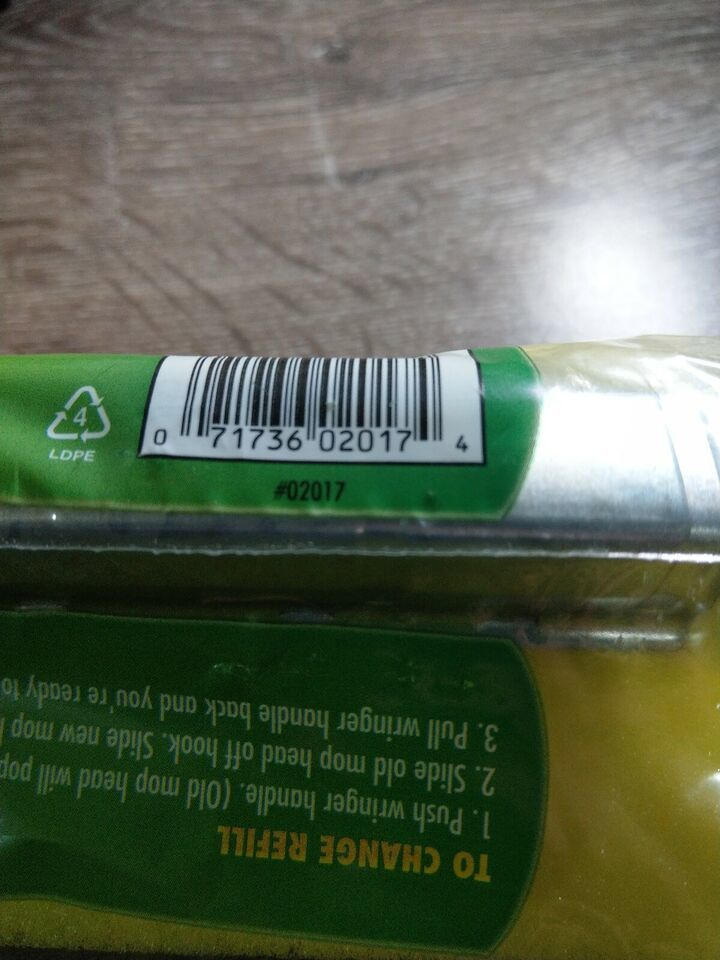 4
LDPE
0 71736 02017 4
#02017
TO CHANGE REFILL
1. Push wringer handle. (Old mop head will pop
2. Slide old mop head off hook. Slide new mop
3. Pull wringer handle back and you're ready to